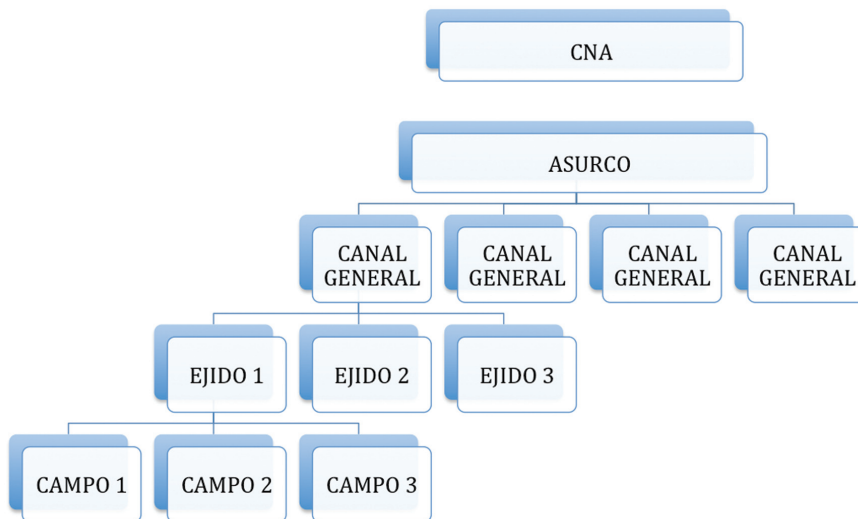 CNA
ASURCO
CANAL
GENERAL
CANAL
GENERAL
CANAL
GENERAL
CANAL
GENERAL
EJIDO 1
EJIDO 2
EJIDO 3
CAMPO 1
CAMPO 2
CAMPO 3